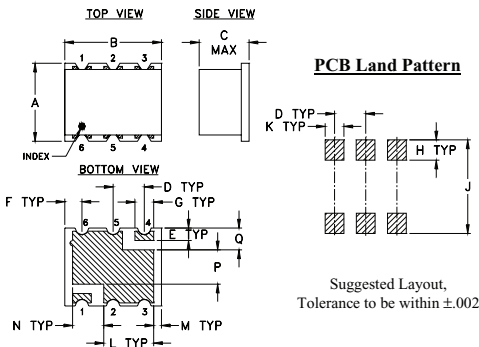 TOP VIEW
SIDE VIEW
B
C
MAX
1 2 3
A
INDEX
6 5 4
PCB Land Pattern
D TYP
K TYP
H TYP
J
BOTTOM VIEW
D TYP
F TYP
G TYP
6 5 4
E TYP
Q
P
1 2 3
N TYP
M TYP
L TYP
Suggested Layout,
Tolerance to be within ±.002